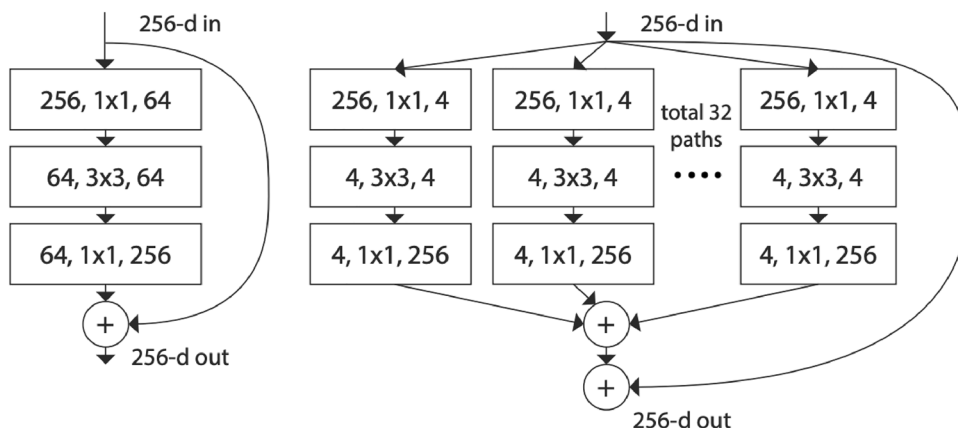 256-d in
256, 1x1, 64
64, 3x3, 64
64, 1x1, 256
+
256-d out
256-d in
256, 1x1, 4
256, 1x1, 4
total 32
paths
256, 1x1, 4
4, 3x3, 4
4, 3x3, 4
....
4, 3x3, 4
4, 1x1, 256
4, 1x1, 256
4, 1x1, 256
+
+
256-d out